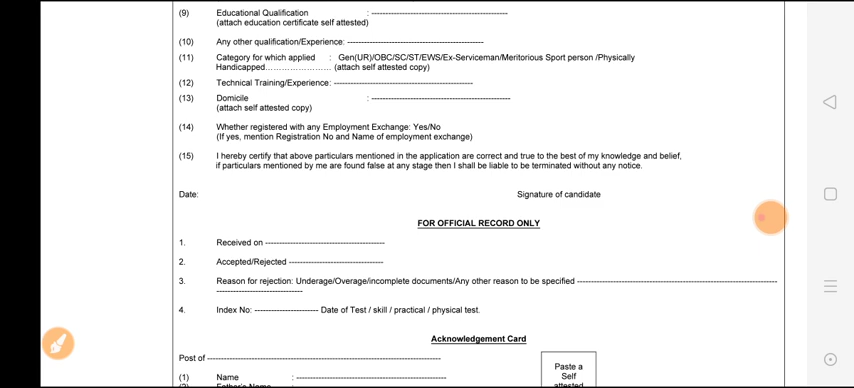 (9) Educational Qualification : ------------------------------------------------
(attach education certificate self attested)
(10) Any other qualification/Experience: ------------------------------------------------
(11) Category for which applied : Gen(UR)/OBC/SC/ST/EWS/Ex-Serviceman/Meritorious Sport person /Physically
Handicapped…………………… (attach self attested copy)
(12) Technical Training/Experience: ------------------------------------------------
(13) Domicile : ------------------------------------------------
(attach self attested copy)
(14) Whether registered with any Employment Exchange: Yes/No
(If yes, mention Registration No and Name of employment exchange)
(15) I hereby certify that above particulars mentioned in the application are correct and true to the best of my knowledge and belief,
if particulars mentioned by me are found false at any stage then I shall be liable to be terminated without any notice.
Date: Signature of candidate
FOR OFFICIAL RECORD ONLY
1. Received on ------------------------------------------
2. Accepted/Rejected ---------------------------------
3. Reason for rejection: Underage/Overage/incomplete documents/Any other reason to be specified ----------------------------------------------------------------------
------------------------------
4. Index No: ---------------------- Date of Test / skill / practical / physical test.
Acknowledgement Card
Post of ----------------------------------------------------------------------------------
Paste a
(1) Name : -----------------------------------------------------
Self
(2) Father's Name :
attested